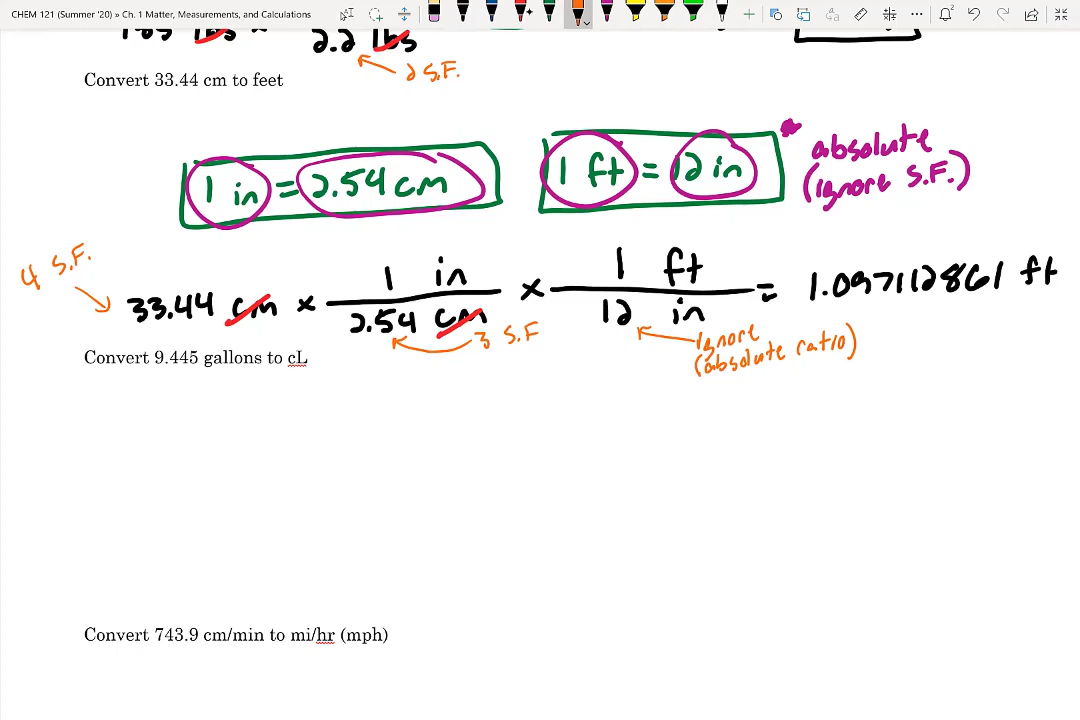 CHEM 121 (Summer '20) » Ch. 1 Matter, Measurements, and Calculations
2.2 lbs
2 S.F.
Convert 33.44 cm to feet
1 in = 2.54 cm
1 ft = 12 in
absolute
(ignore S.F.)
4 S.F.
33.44 cm × 1 in / 2.54 cm × 1 ft / 12 in = 1.097112861 ft
3 S.F
ignore
(absolute ratio)
Convert 9.445 gallons to cL
Convert 743.9 cm/min to mi/hr (mph)